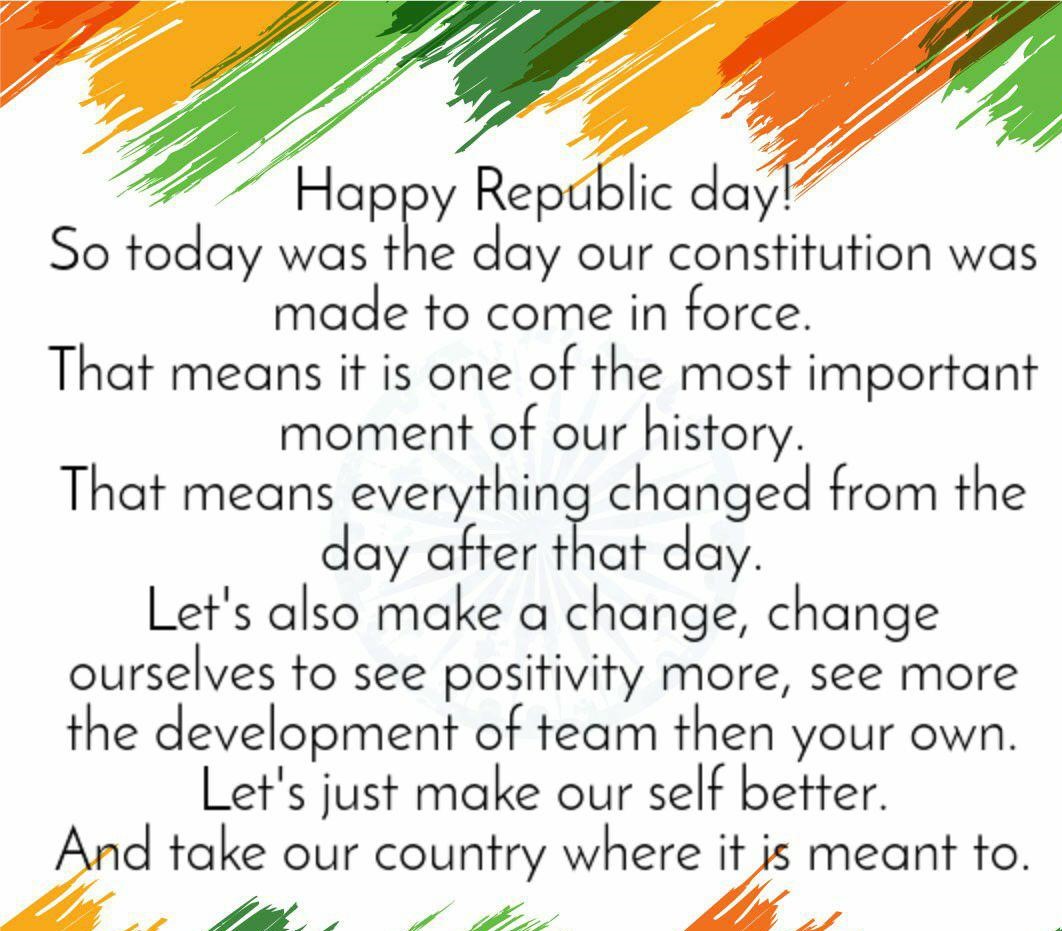 Happy Republic day!
So today was the day our constitution was
made to come in force.
That means it is one of the most important
moment of our history.
That means everything changed from the
day after that day.
Let's also make a change, change
ourselves to see positivity more, see more
the development of team then your own.
Let's just make our self better.
And take our country where it is meant to.